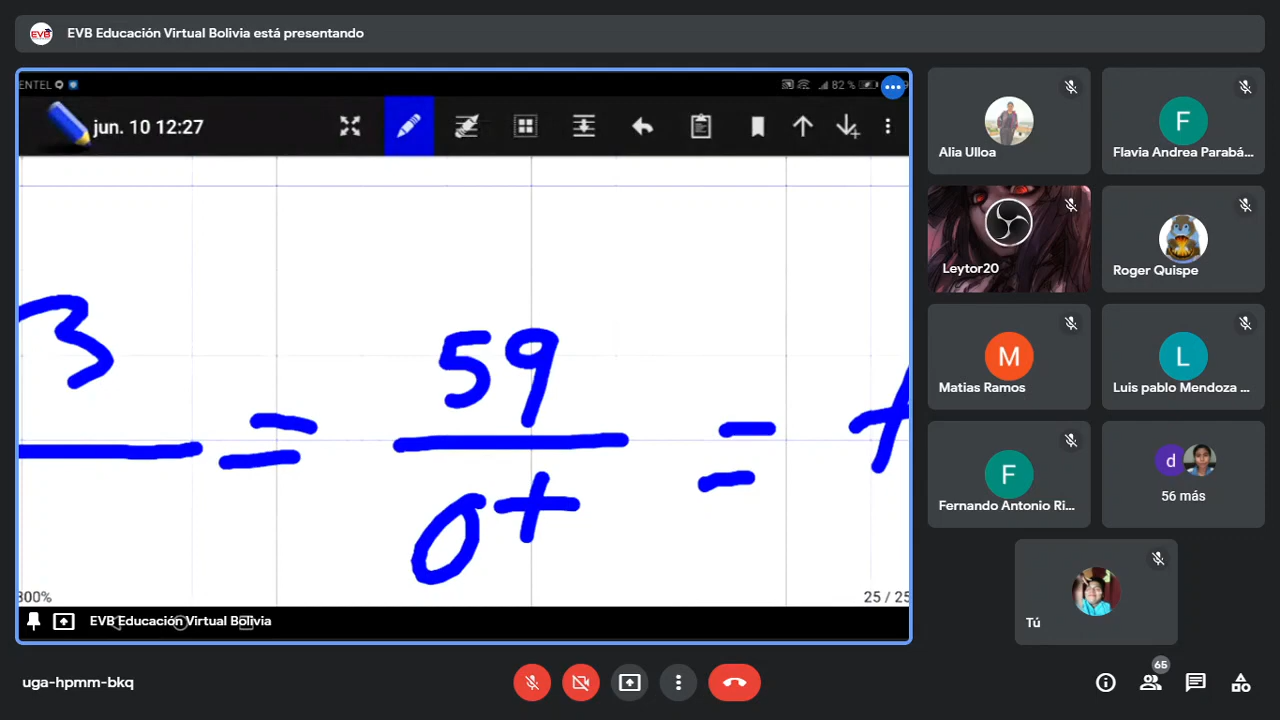 EVB Educación Virtual Bolivia está presentando
ENTEL
82 %
jun. 10 12:27
3
= 59 / 0+ = +
300%
25 / 25
EVB Educación Virtual Bolivia
Alia Ulloa
F
Flavia Andrea Parabá...
Leytor20
Roger Quispe
M
Matias Ramos
L
Luis pablo Mendoza ...
F
Fernando Antonio Ri...
d
56 más
Tú
uga-hpmm-bkq
65